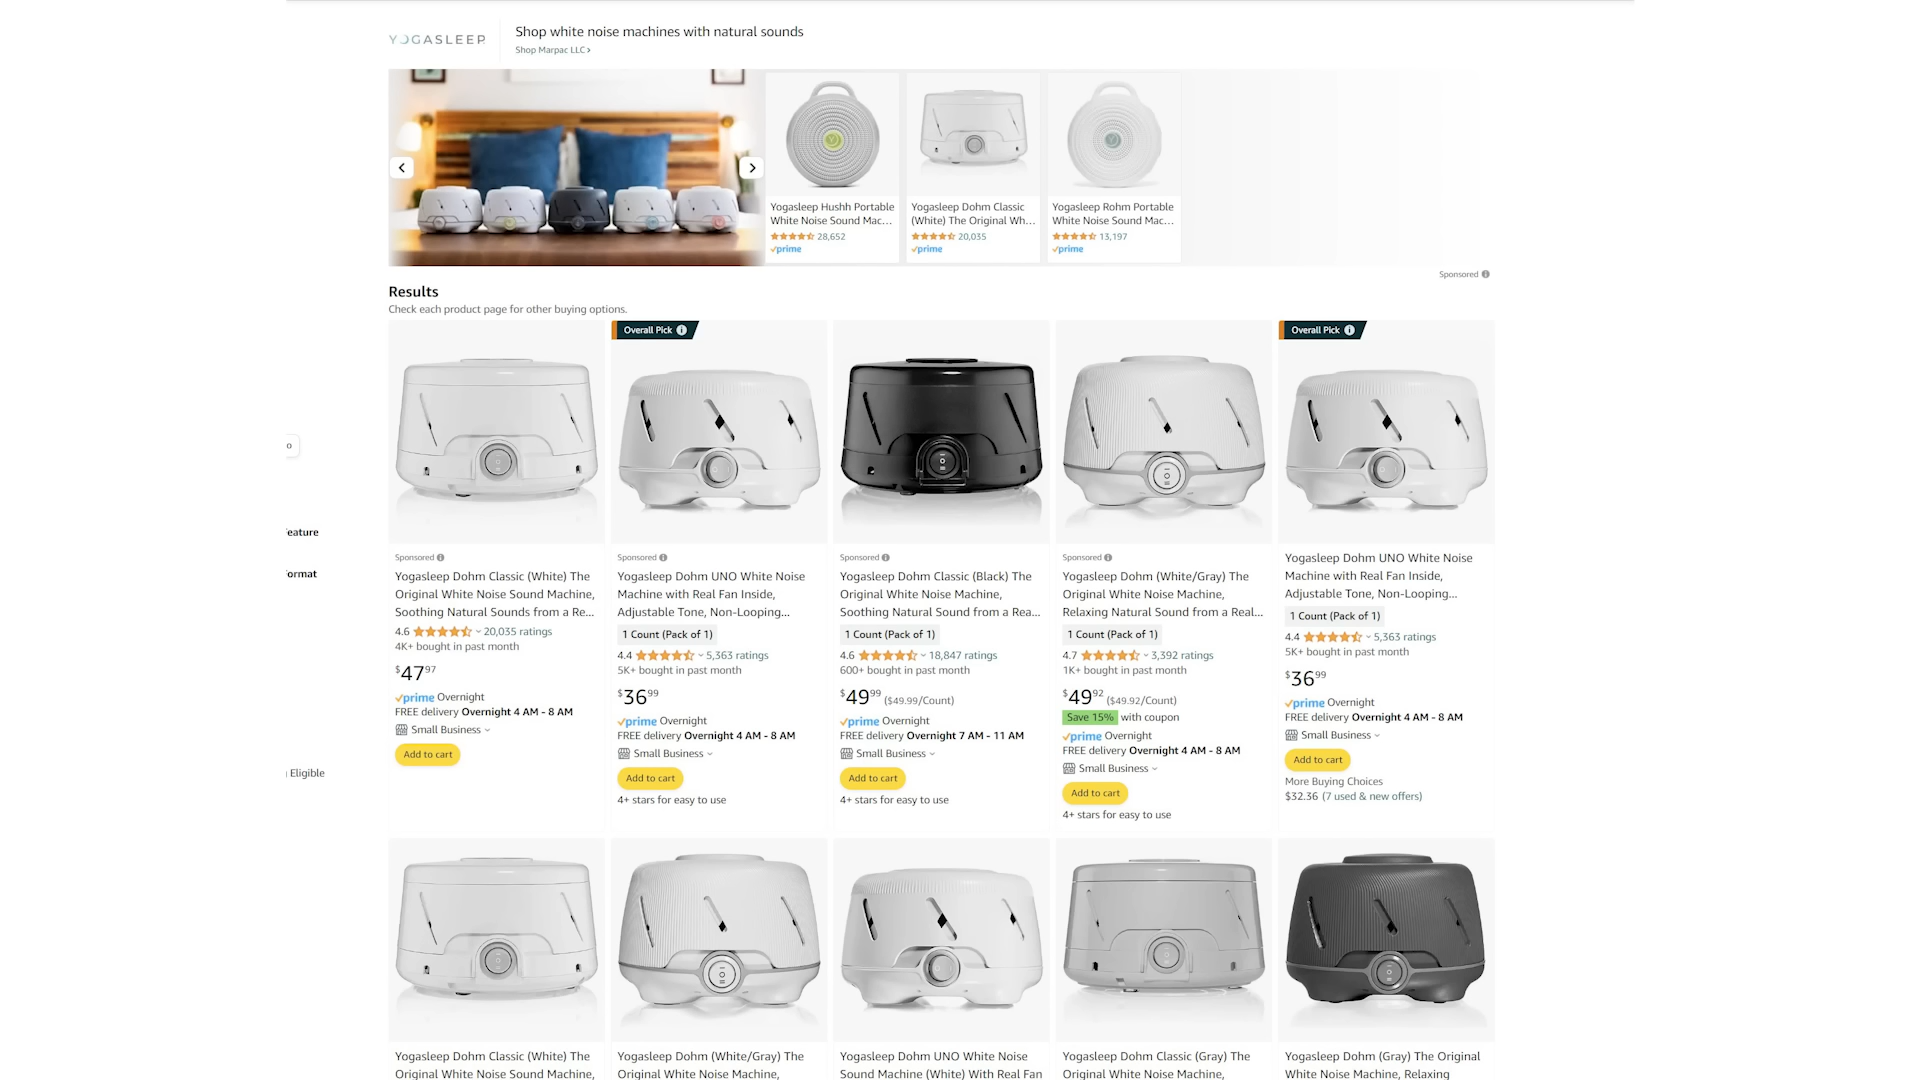 YOGASLEEP
Shop white noise machines with natural sounds
Shop Marpac LLC ›
Yogasleep Hushh Portable
White Noise Sound Mac...
28,652
prime
Yogasleep Dohm Classic
(White) The Original Wh...
20,035
prime
Yogasleep Rohm Portable
White Noise Sound Mac...
13,197
prime
Sponsored
Results
Check each product page for other buying options.
eature
ormat
Eligible
Sponsored
Yogasleep Dohm Classic (White) The
Original White Noise Sound Machine,
Soothing Natural Sounds from a Re...
4.6 20,035 ratings
4K+ bought in past month
$47 97
prime Overnight
FREE delivery Overnight 4 AM - 8 AM
Small Business
Add to cart
Overall Pick
Sponsored
Yogasleep Dohm UNO White Noise
Machine with Real Fan Inside,
Adjustable Tone, Non-Looping...
1 Count (Pack of 1)
4.4 5,363 ratings
5K+ bought in past month
$36 99
prime Overnight
FREE delivery Overnight 4 AM - 8 AM
Small Business
Add to cart
4+ stars for easy to use
Sponsored
Yogasleep Dohm Classic (Black) The
Original White Noise Machine,
Soothing Natural Sound from a Rea...
1 Count (Pack of 1)
4.6 18,847 ratings
600+ bought in past month
$49 99 ($49.99/Count)
prime Overnight
FREE delivery Overnight 7 AM - 11 AM
Small Business
Add to cart
4+ stars for easy to use
Sponsored
Yogasleep Dohm (White/Gray) The
Original White Noise Machine,
Relaxing Natural Sound from a Real...
1 Count (Pack of 1)
4.7 3,392 ratings
1K+ bought in past month
$49 92 ($49.92/Count)
Save 15% with coupon
prime Overnight
FREE delivery Overnight 4 AM - 8 AM
Small Business
Add to cart
4+ stars for easy to use
Overall Pick
Yogasleep Dohm UNO White Noise
Machine with Real Fan Inside,
Adjustable Tone, Non-Looping...
1 Count (Pack of 1)
4.4 5,363 ratings
5K+ bought in past month
$36 99
prime Overnight
FREE delivery Overnight 4 AM - 8 AM
Small Business
Add to cart
More Buying Choices
$32.36 (7 used & new offers)
Yogasleep Dohm Classic (White) The
Original White Noise Sound Machine,
Yogasleep Dohm (White/Gray) The
Original White Noise Machine,
Yogasleep Dohm UNO White Noise
Sound Machine (White) With Real Fan
Yogasleep Dohm Classic (Gray) The
Original White Noise Machine,
Yogasleep Dohm (Gray) The Original
White Noise Machine, Relaxing